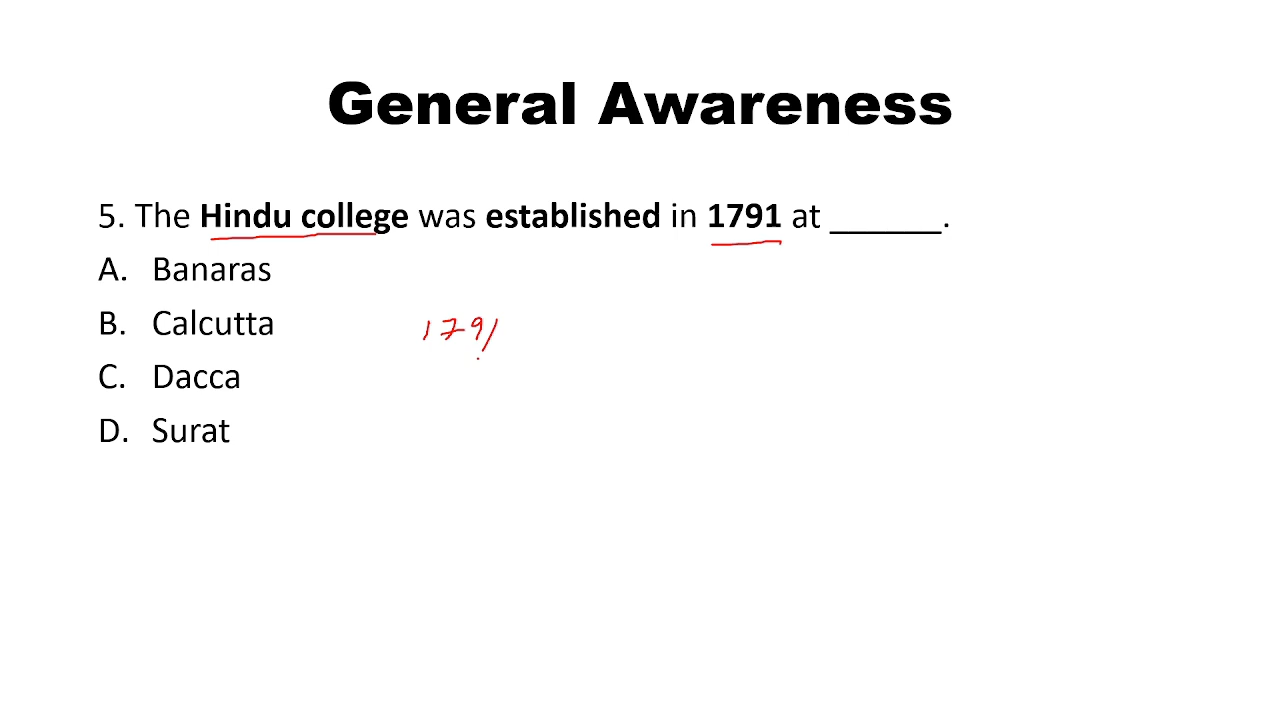 General Awareness
5. The Hindu college was established in 1791 at ______.
A. Banaras
B. Calcutta
1791
C. Dacca
D. Surat